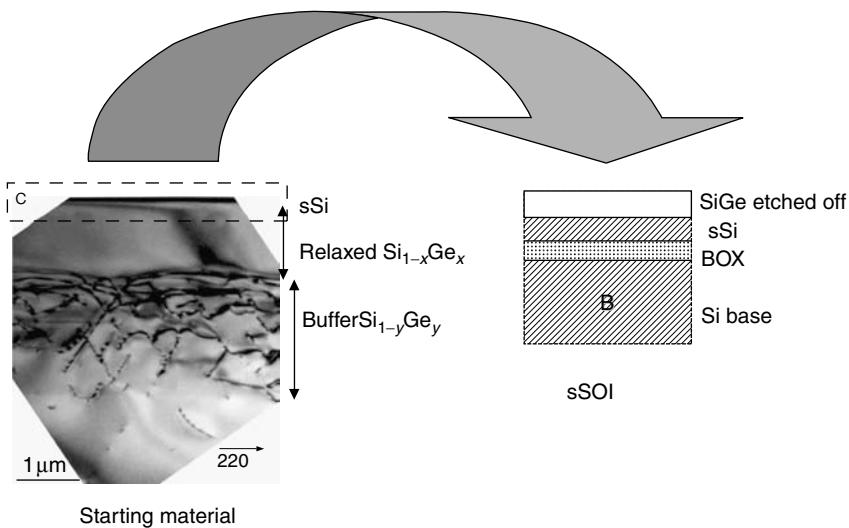 C
sSi
Relaxed Si₁₋ₓGeₓ
BufferSi₁₋yGey
1 μm
220
Starting material
SiGe etched off
sSi
BOX
B
Si base
sSOI